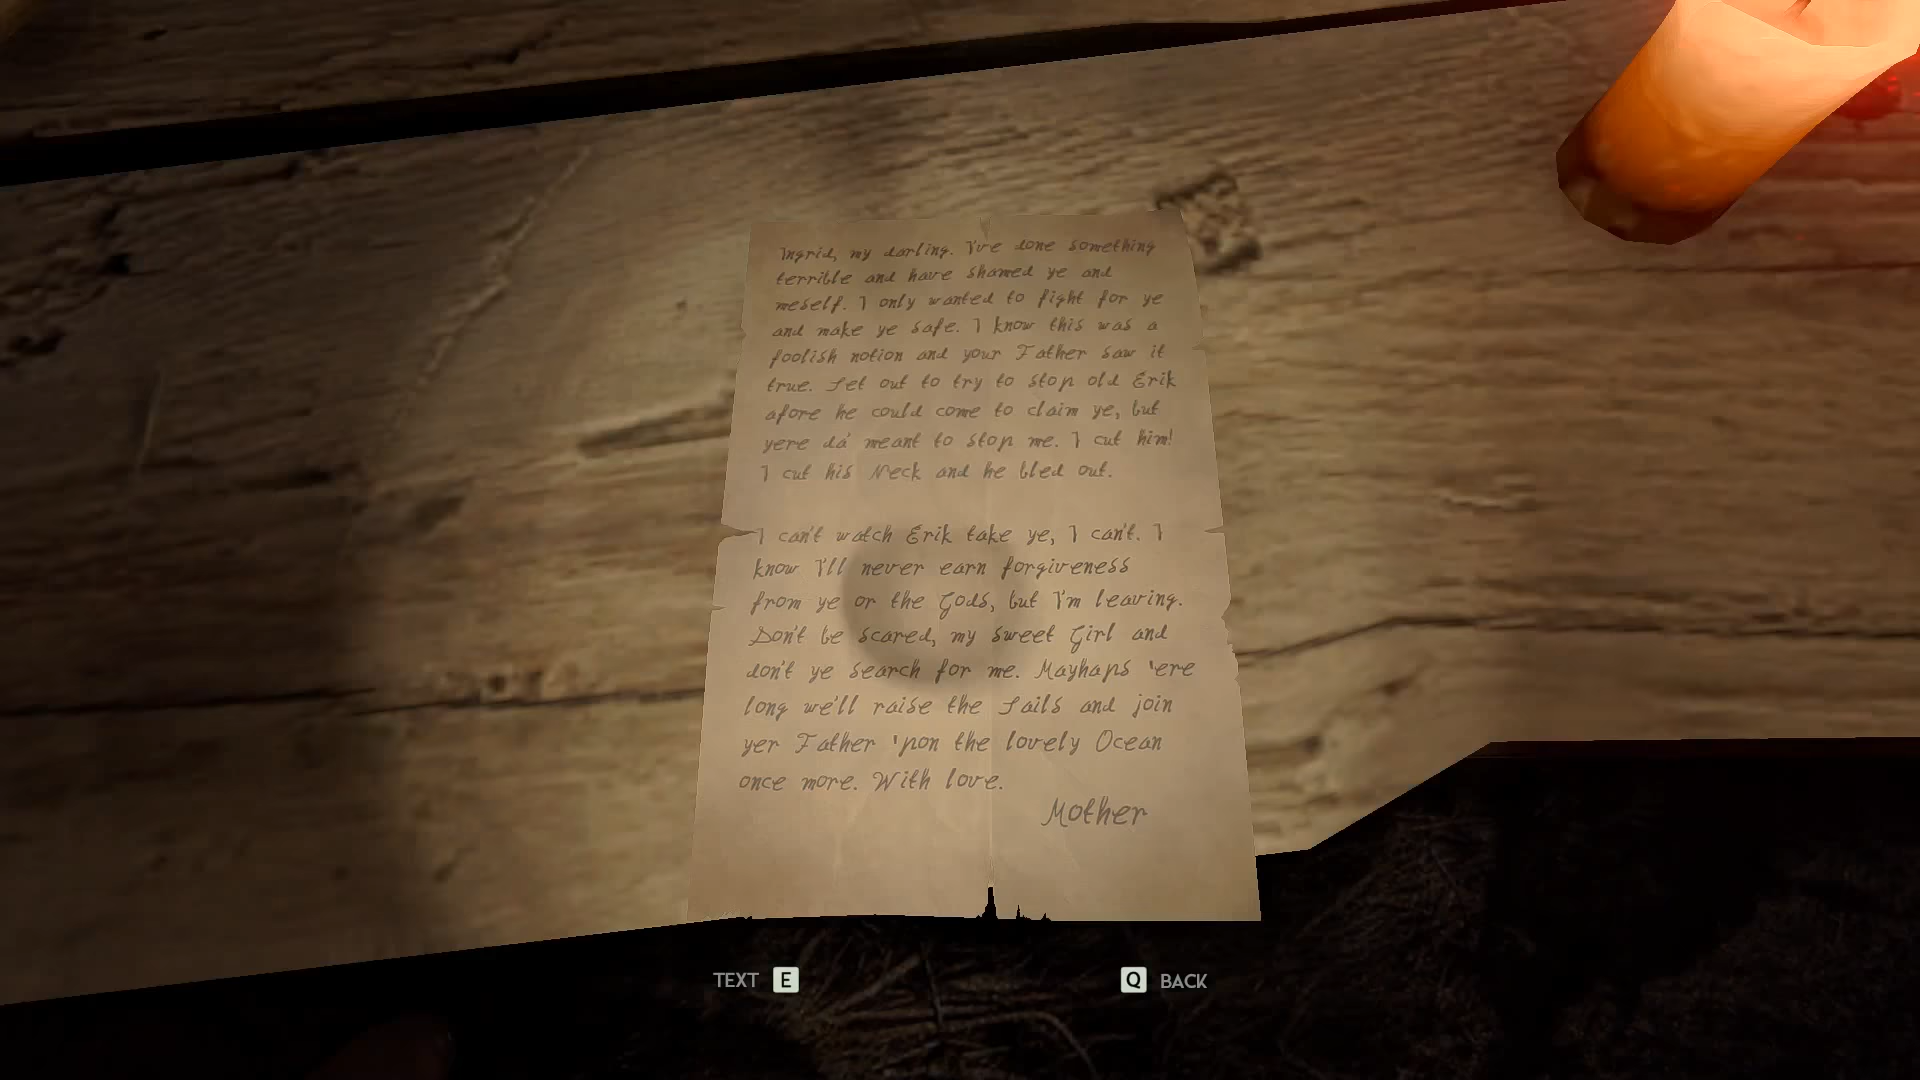 Ingrid, my darling. I've done something
terrible and have shamed ye and
meself. I only wanted to fight for ye
and make ye safe. I know this was a
foolish notion and your Father saw it
true. Set out to try to stop old Erik
afore he could come to claim ye, but
yere da' meant to stop me. I cut him!
I cut his Neck and he bled out.
I can't watch Erik take ye, I can't. I
know I'll never earn forgiveness
from ye or the Gods, but I'm leaving.
Don't be scared, my sweet Girl and
don't ye search for me. Mayhaps 'ere
long we'll raise the Sails and join
yer Father 'pon the lovely Ocean
once more. With love.
Mother
TEXT E
Q BACK